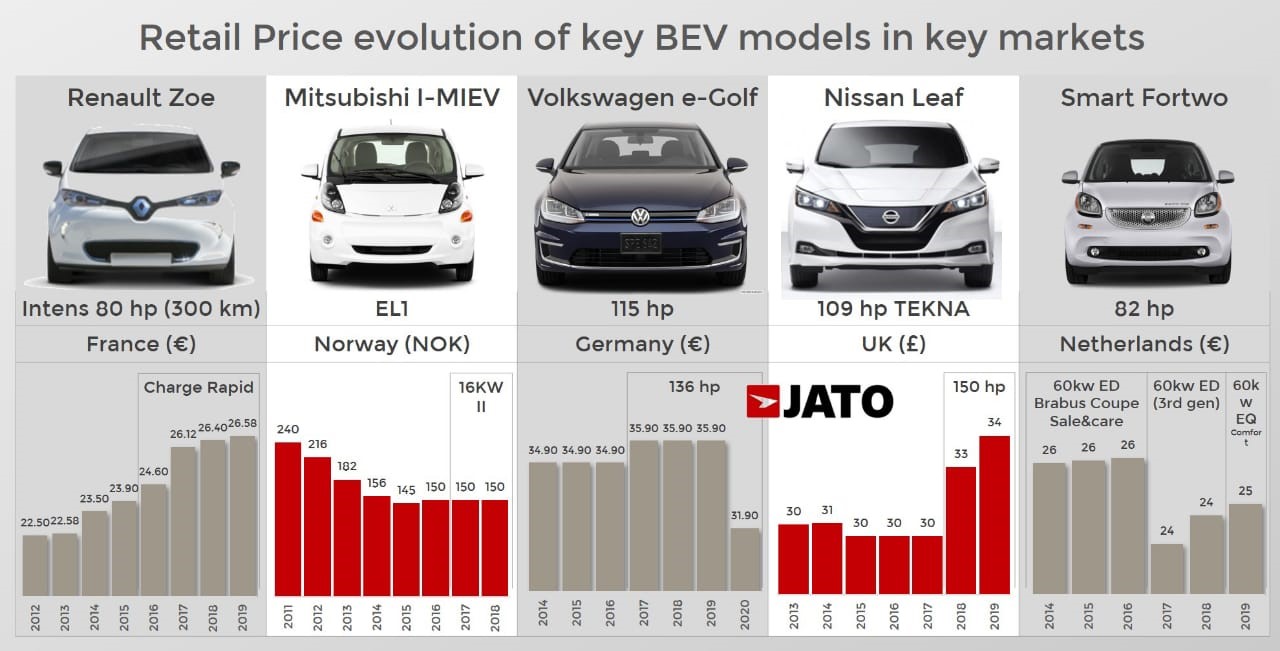 Retail Price evolution of key BEV models in key markets
Renault Zoe
Intens 80 hp (300 km)
France (€)
Charge Rapid
22.50 22.58 23.50 23.90 24.60 26.12 26.40 26.58
2012 2013 2014 2015 2016 2017 2018 2019
Mitsubishi I-MIEV
EL1
Norway (NOK)
16KW
II
240 216 182 156 145 150 150 150
2011 2012 2013 2014 2015 2016 2017 2018
Volkswagen e-Golf
115 hp
Germany (€)
136 hp
34.90 34.90 34.90 35.90 35.90 35.90 31.90
2014 2015 2016 2017 2018 2019 2020
Nissan Leaf
109 hp TEKNA
UK (£)
JATO
150 hp
30 31 30 30 30 33 34
2013 2014 2015 2016 2017 2018 2019
Smart Fortwo
82 hp
Netherlands (€)
60kw ED
Brabus Coupe
Sale&care
60kw ED
(3rd gen)
60k
w
EQ
Comfor
t
26 26 26 24 24 25
2014 2015 2016 2017 2018 2019